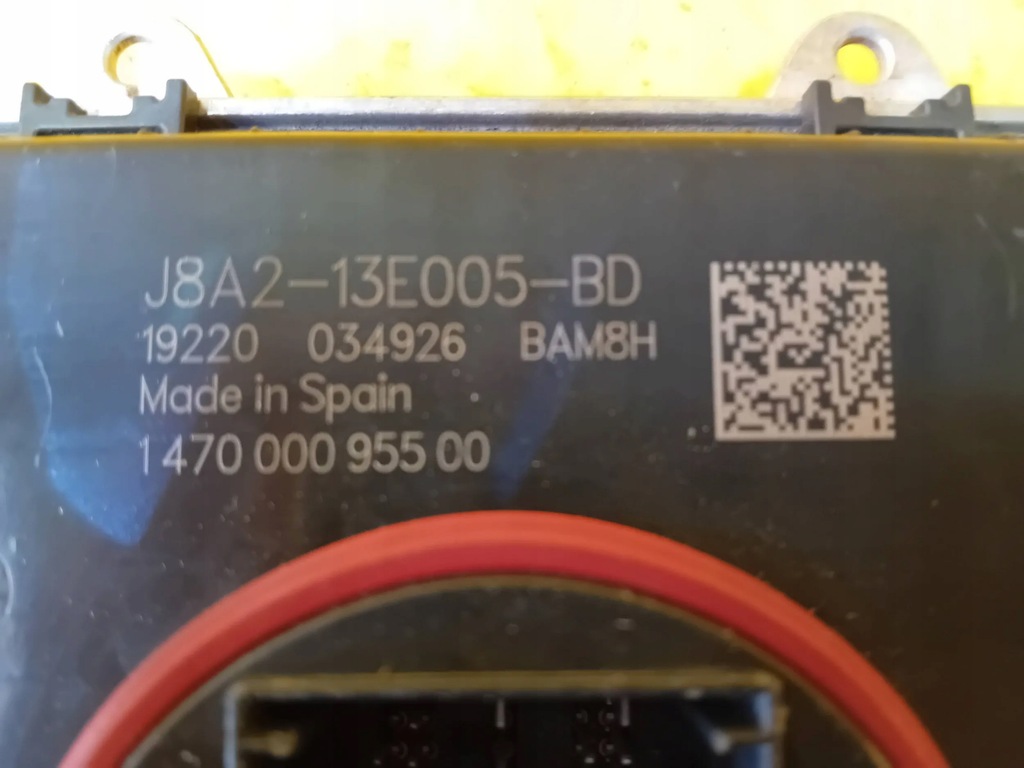 J8A2-13E005-BD
19220 034926 BAM8H
Made in Spain
1 470 000 955 00